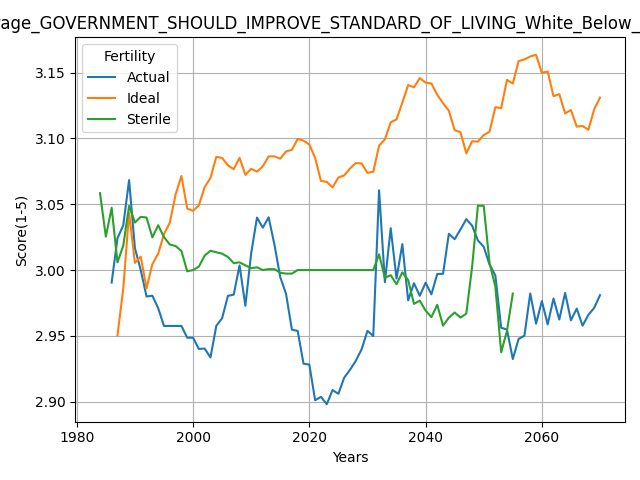 rage_GOVERNMENT_SHOULD_IMPROVE_STANDARD_OF_LIVING_White_Below_
Fertility
Actual
Ideal
Sterile
Score(1-5)
3.15
3.10
3.05
3.00
2.95
2.90
1980 2000 2020 2040 2060
Years